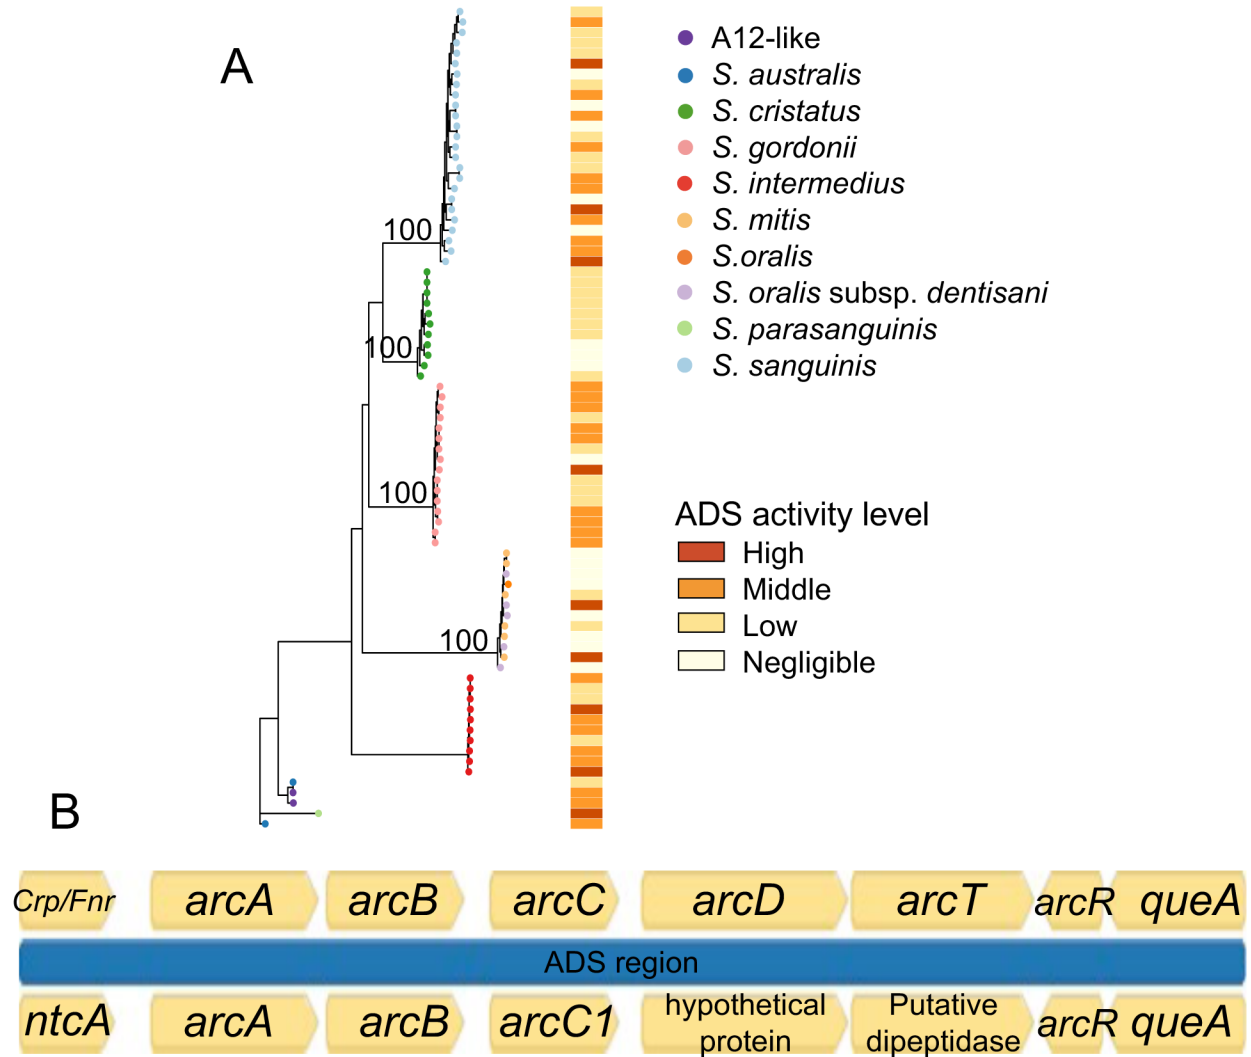 A
A12-like
S. australis
S. cristatus
S. gordonii
S. intermedius
S. mitis
S.oralis
S. oralis subsp. dentisani
S. parasanguinis
S. sanguinis
100
100
100
100
ADS activity level
High
Middle
Low
Negligible
B
Crp/Fnr arcA arcB arcC arcD arcT arcR queA
ADS region
ntcA arcA arcB arcC1 hypothetical protein Putative dipeptidase arcR queA